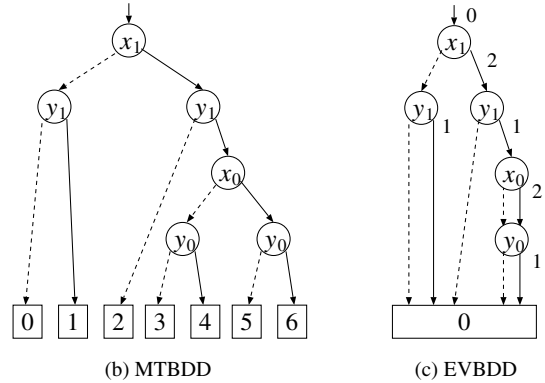 0
x₁ x₁
2
y₁ y₁ y₁ 1 y₁ 1
x₀ x₀
2
y₀ y₀ y₀
1
0 1 2 3 4 5 6 0
(b) MTBDD (c) EVBDD